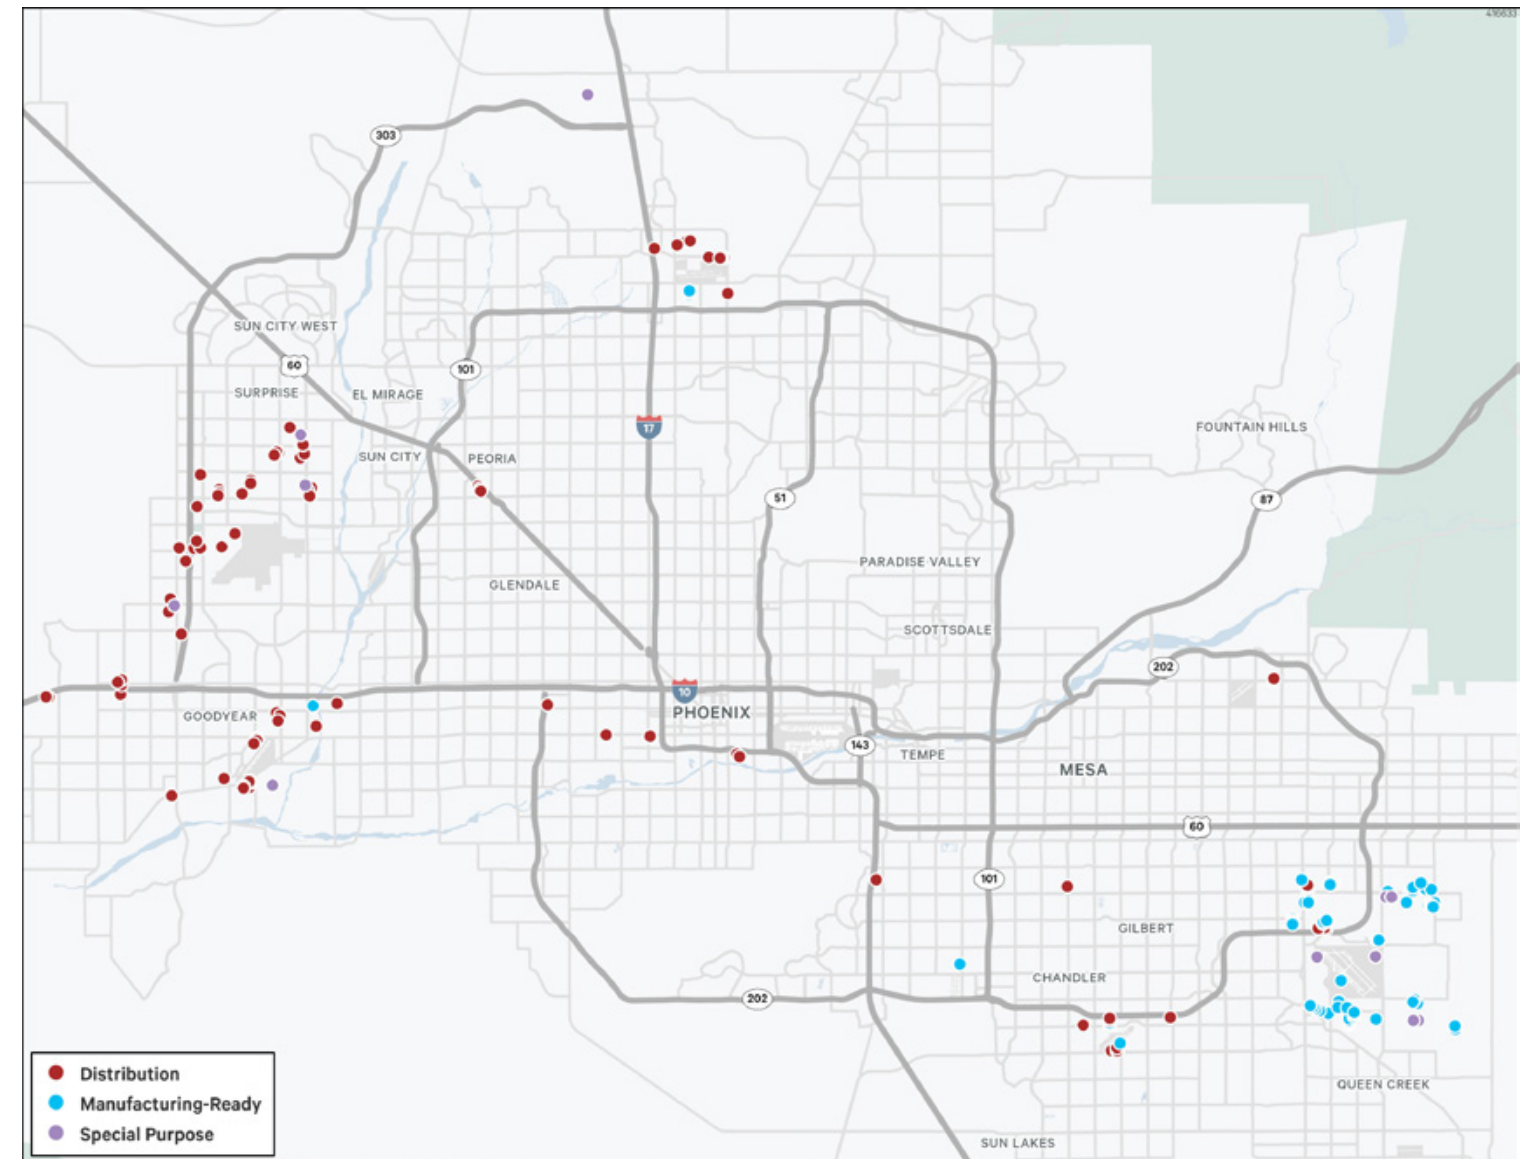 416633
303
SUN CITY WEST
60
101
SURPRISE
EL MIRAGE
17
FOUNTAIN HILLS
SUN CITY
PEORIA
51
87
PARADISE VALLEY
GLENDALE
SCOTTSDALE
202
10
GOODYEAR
PHOENIX
143
TEMPE
MESA
60
101
GILBERT
CHANDLER
202
Distribution
Manufacturing-Ready
Special Purpose
QUEEN CREEK
SUN LAKES